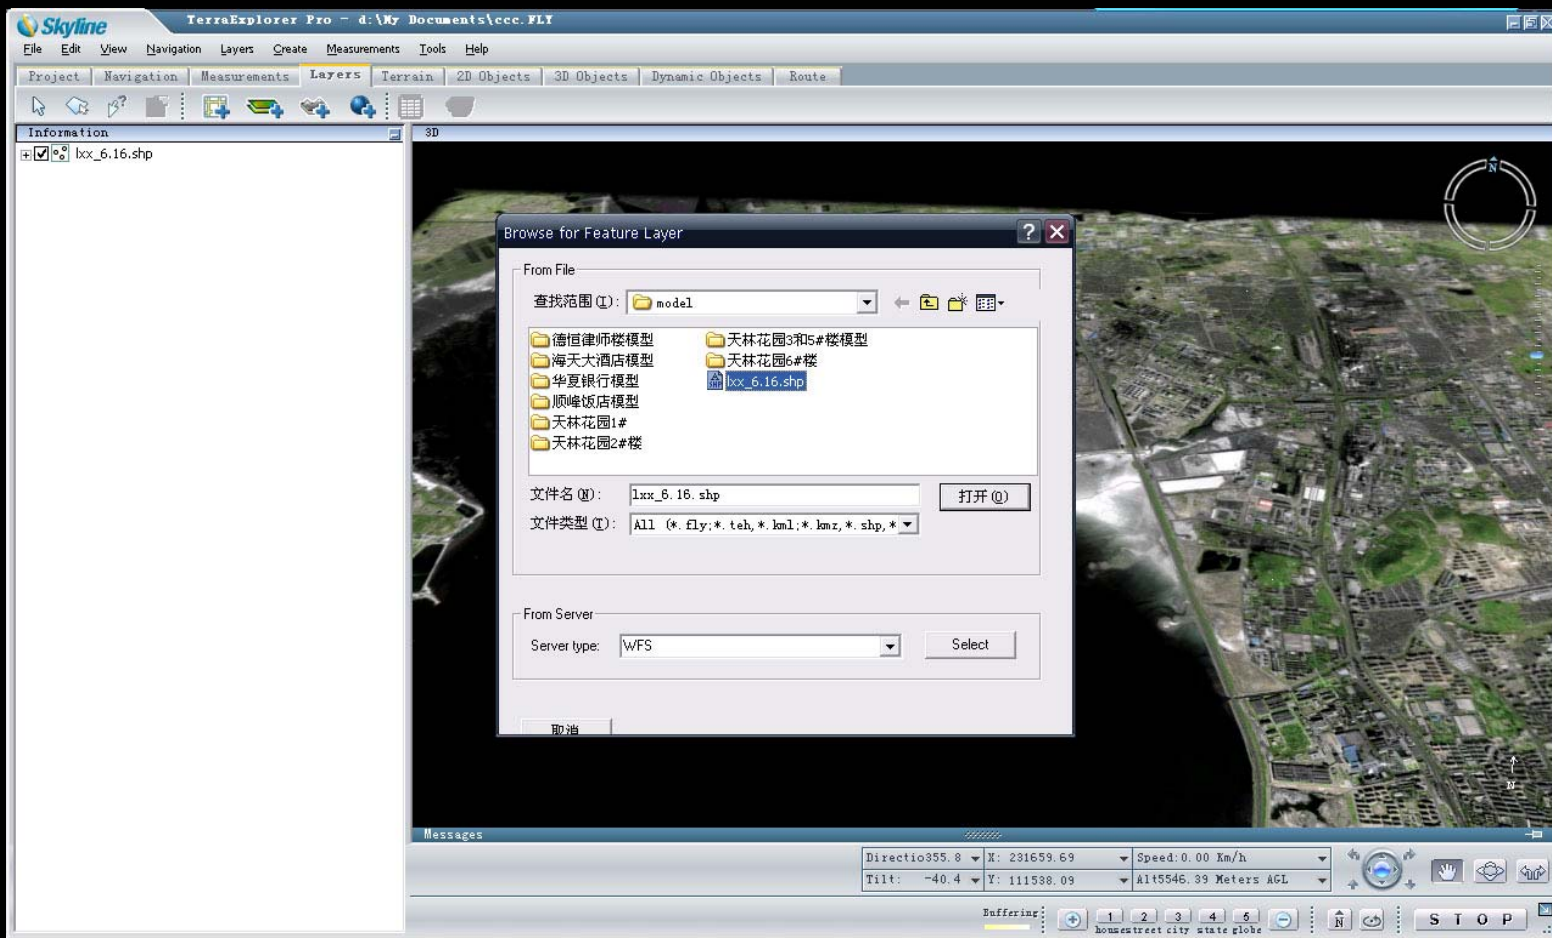 Skyline
TerraExplorer Pro - d:\My Documents\ccc.FLY
File Edit View Navigation Layers Create Measurements Tools Help
Project Navigation Measurements Layers Terrain 2D Objects 3D Objects Dynamic Objects Route
Information
3D
lxx_6.16.shp
N
Browse for Feature Layer
From File
查找范围(I):
model
德恒律师楼模型
天林花园3和5#楼模型
海天大酒店模型
天林花园6#楼
华夏银行模型
lxx_6.16.shp
顺峰饭店模型
天林花园1#
天林花园2#楼
文件名(N):
lxx_6.16.shp
打开(O)
文件类型(T):
All (*.fly;*.teh,*.kml;*.kmz,*.shp,*
From Server
Server type:
WFS
Select
取消
N
Messages
Directio355.8 X: 231659.69 Speed:0.00 Km/h
Tilt: -40.4 Y: 111538.09 Alt5546.39 Meters AGL
Buffering
1 2 3 4 5
house street city state globe
N
STOP